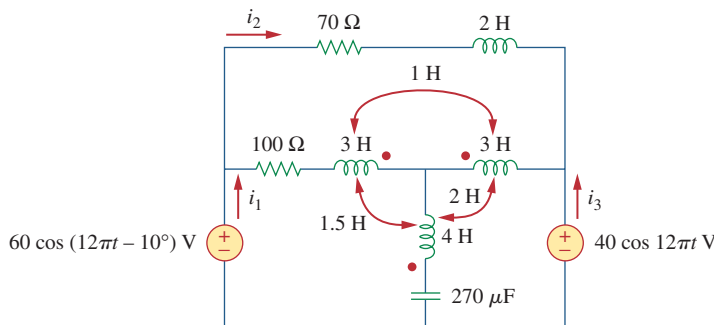 i2
70 Ω
2 H
1 H
100 Ω
3 H
3 H
i1
1.5 H
2 H
4 H
i3
60 cos (12πt – 10°) V
+
–
+
–
40 cos 12πt V
270 μF